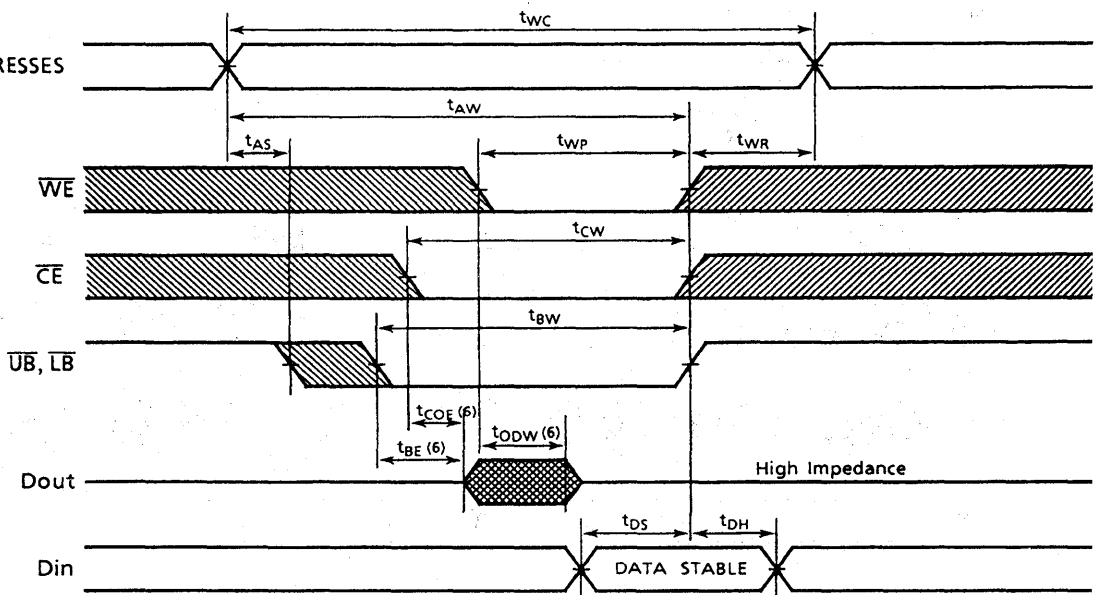 tWC
RESSES
tAW
tAS
tWP
tWR
WE
tCW
CE
tBW
UB, LB
tCOE (6)
tODW (6)
tBE (6)
Dout
High Impedance
tDS
tDH
Din
DATA STABLE